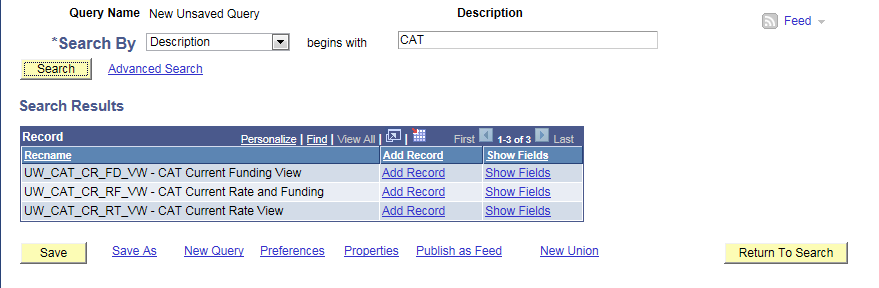 Query Name New Unsaved Query Description
Feed
*Search By Description begins with CAT
Search Advanced Search
Search Results
Record Personalize | Find | View All | | First 1-3 of 3 Last
Recname Add Record Show Fields
UW_CAT_CR_FD_VW - CAT Current Funding View Add Record Show Fields
UW_CAT_CR_RF_VW - CAT Current Rate and Funding Add Record Show Fields
UW_CAT_CR_RT_VW - CAT Current Rate View Add Record Show Fields
Save Save As New Query Preferences Properties Publish as Feed New Union Return To Search